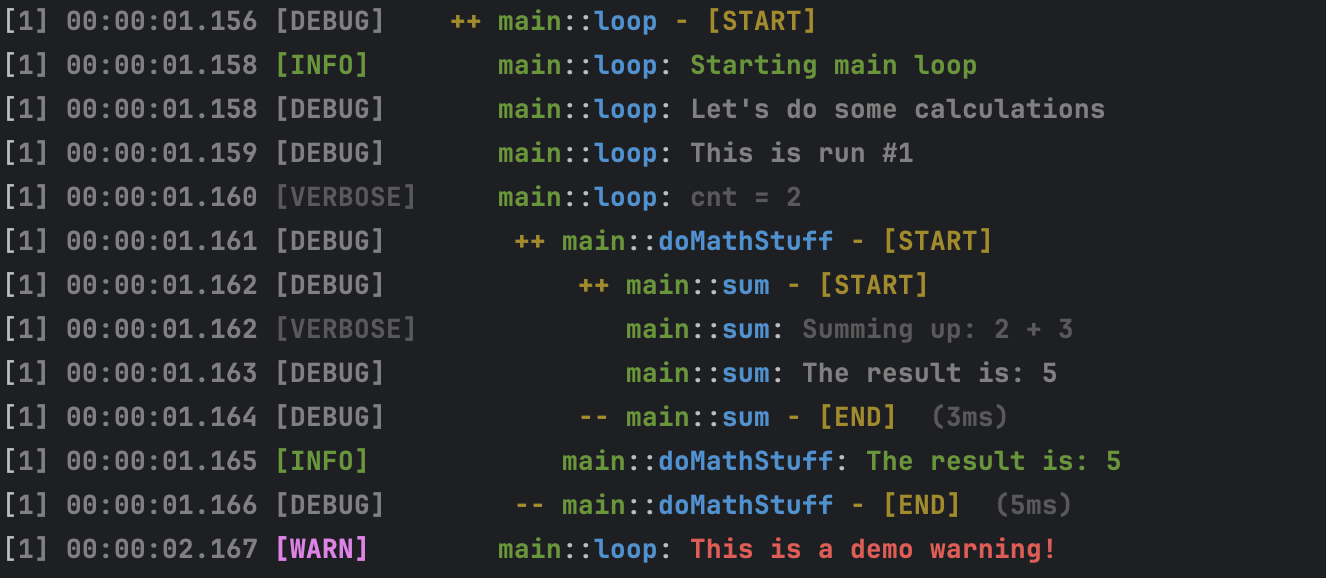 [1] 00:00:01.156 [DEBUG]    ++ main::loop - [START]
[1] 00:00:01.158 [INFO]        main::loop: Starting main loop
[1] 00:00:01.158 [DEBUG]       main::loop: Let's do some calculations
[1] 00:00:01.159 [DEBUG]       main::loop: This is run #1
[1] 00:00:01.160 [VERBOSE]     main::loop: cnt = 2
[1] 00:00:01.161 [DEBUG]        ++ main::doMathStuff - [START]
[1] 00:00:01.162 [DEBUG]            ++ main::sum - [START]
[1] 00:00:01.162 [VERBOSE]             main::sum: Summing up: 2 + 3
[1] 00:00:01.163 [DEBUG]               main::sum: The result is: 5
[1] 00:00:01.164 [DEBUG]            -- main::sum - [END]  (3ms)
[1] 00:00:01.165 [INFO]            main::doMathStuff: The result is: 5
[1] 00:00:01.166 [DEBUG]        -- main::doMathStuff - [END]  (5ms)
[1] 00:00:02.167 [WARN]        main::loop: This is a demo warning!